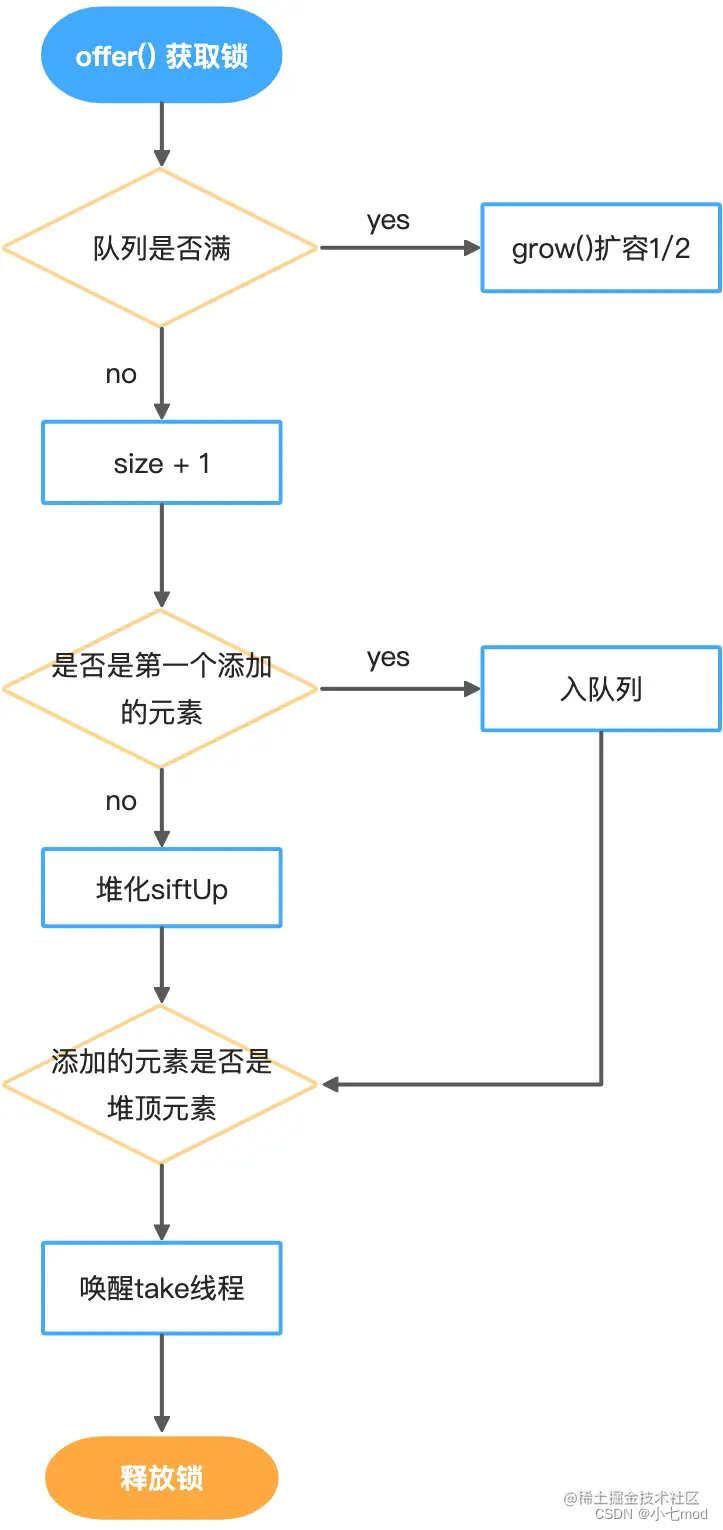 offer() 获取锁
队列是否满
yes
grow()扩容1/2
no
size + 1
是否是第一个添加
的元素
yes
入队列
no
堆化siftUp
添加的元素是否是
堆顶元素
唤醒take线程
释放锁
@稀土掘金技术社区
CSDN @小七mod